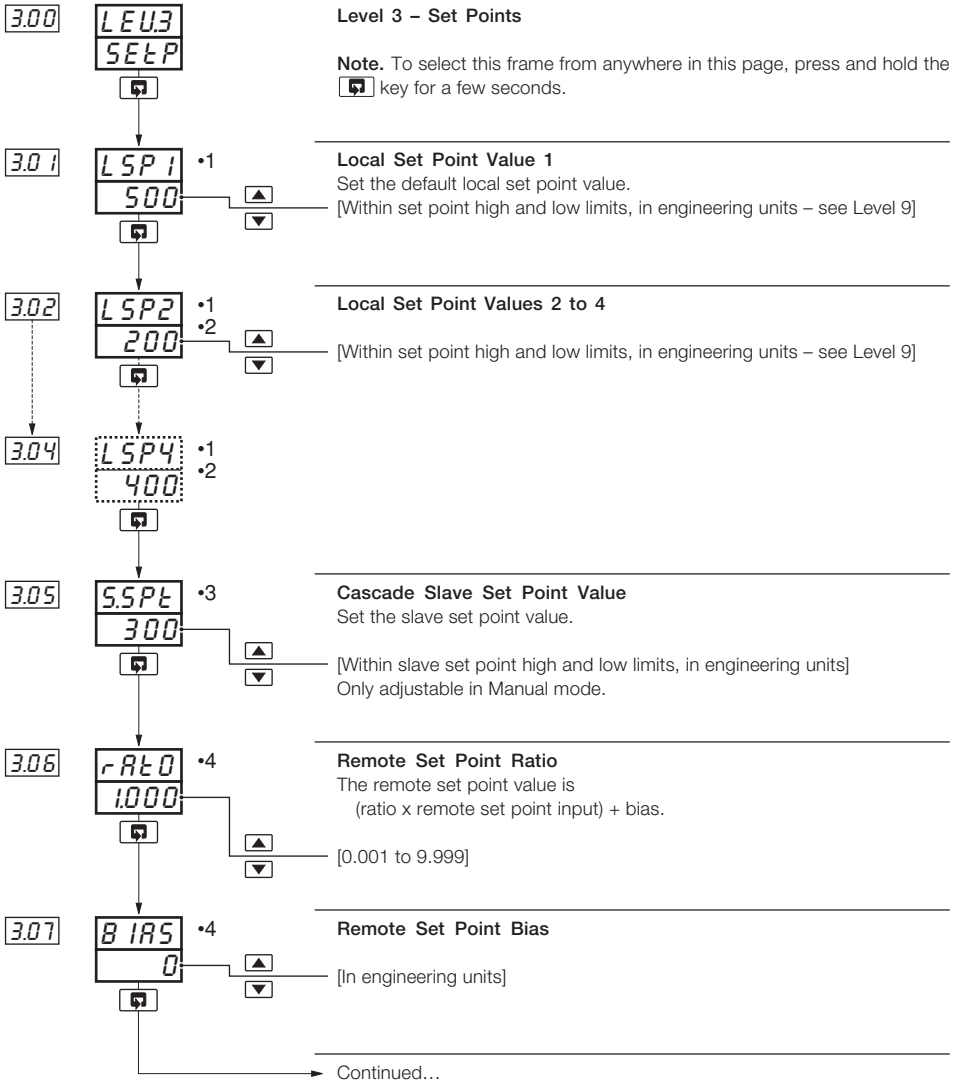 3.00
LEV.3
SEtP
Level 3 – Set Points
Note. To select this frame from anywhere in this page, press and hold the
key for a few seconds.
3.01
LSP1
500
•1
Local Set Point Value 1
Set the default local set point value.
[Within set point high and low limits, in engineering units – see Level 9]
3.02
LSP2
200
•1
•2
Local Set Point Values 2 to 4
[Within set point high and low limits, in engineering units – see Level 9]
3.04
LSP4
400
•1
•2
3.05
S.SPt
300
•3
Cascade Slave Set Point Value
Set the slave set point value.
[Within slave set point high and low limits, in engineering units]
Only adjustable in Manual mode.
3.06
rAtO
1.000
•4
Remote Set Point Ratio
The remote set point value is
(ratio x remote set point input) + bias.
[0.001 to 9.999]
3.07
BIAS
0
•4
Remote Set Point Bias
[In engineering units]
Continued…